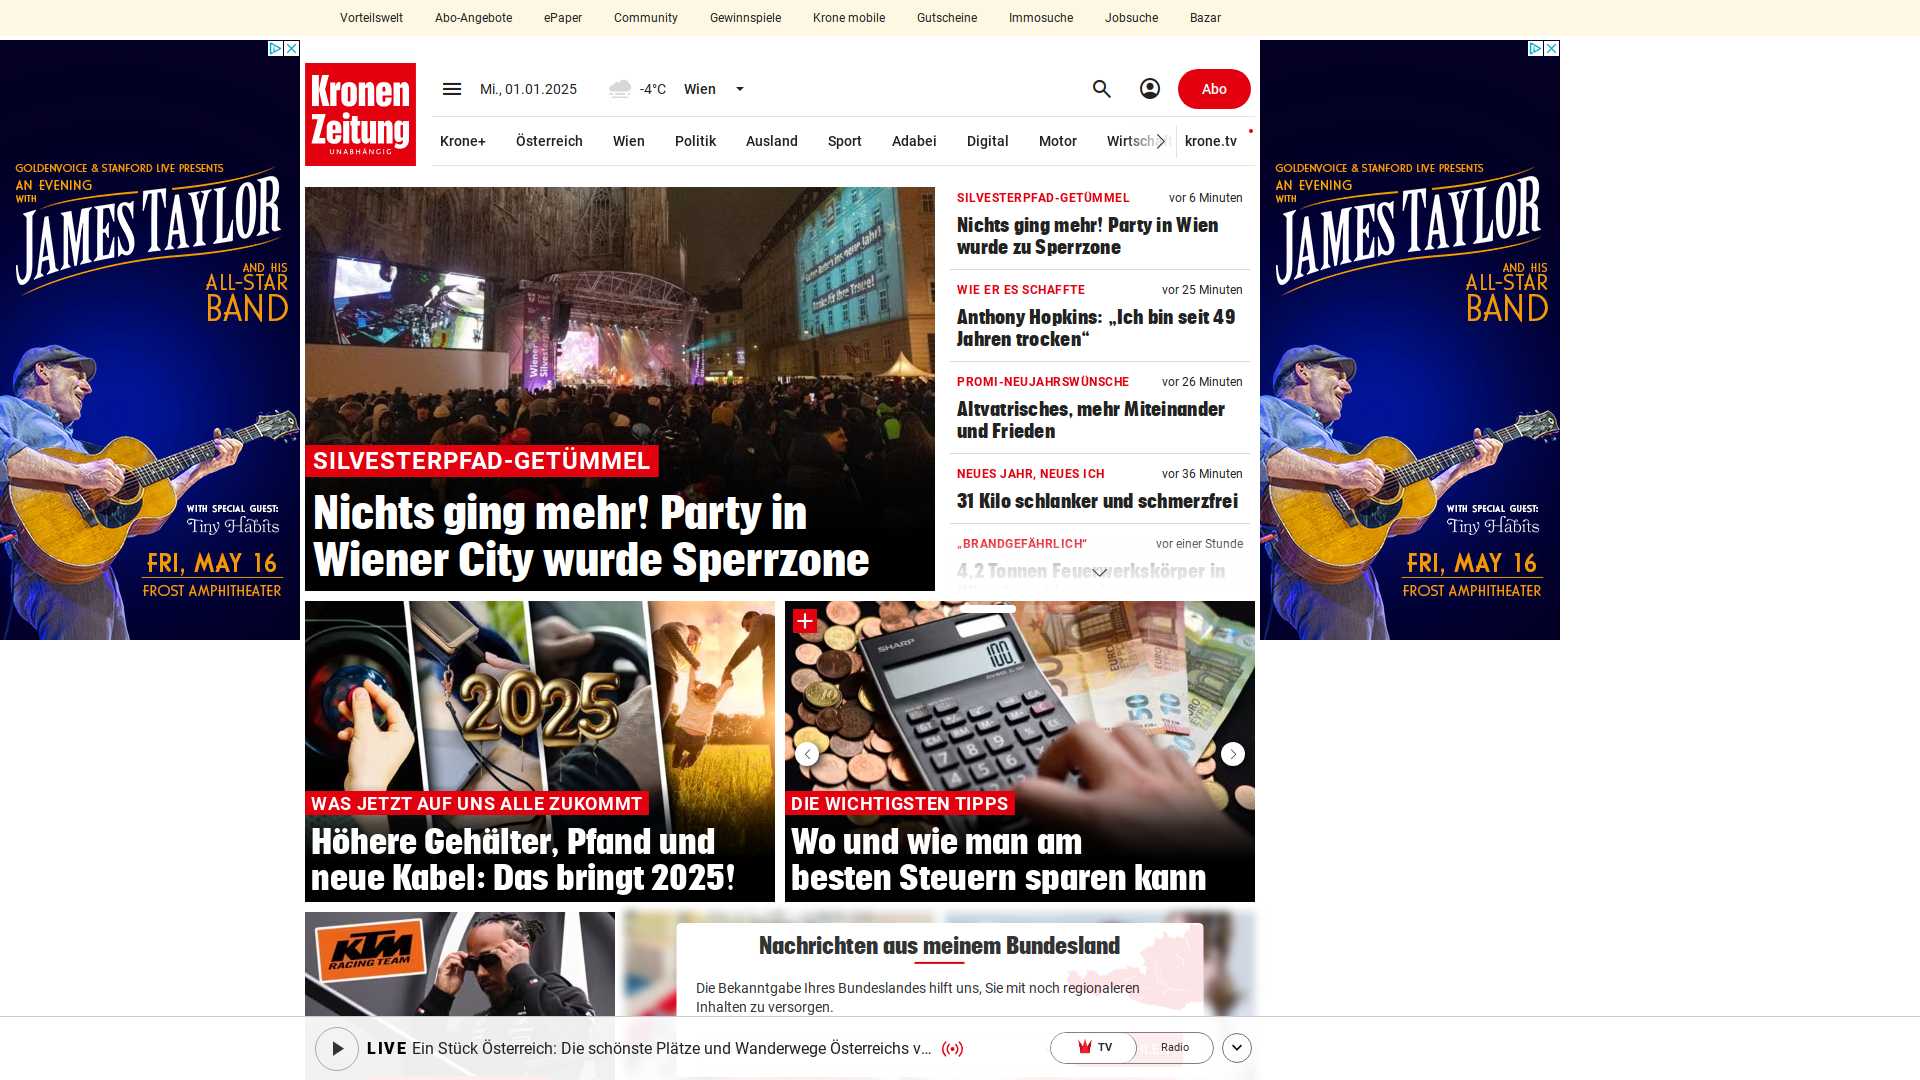 Vorteilswelt Abo-Angebote ePaper Community Gewinnspiele Krone mobile Gutscheine Immosuche Jobsuche Bazar
Kronen
Zeitung
UNABHÄNGIG
Mi., 01.01.2025 -4°C Wien
Abo
Krone+ Österreich Wien Politik Ausland Sport Adabei Digital Motor Wirtschaft krone.tv
GOLDENVOICE & STANFORD LIVE PRESENTS
AN EVENING
WITH
JAMES TAYLOR
AND HIS
ALL-STAR
BAND
WITH SPECIAL GUEST:
Tiny Habits
FRI, MAY 16
FROST AMPHITHEATER
SILVESTERPFAD-GETÜMMEL
Nichts ging mehr! Party in
Wiener City wurde Sperrzone
SILVESTERPFAD-GETÜMMEL vor 6 Minuten
Nichts ging mehr! Party in Wien
wurde zu Sperrzone
WIE ER ES SCHAFFTE vor 25 Minuten
Anthony Hopkins: „Ich bin seit 49
Jahren trocken“
PROMI-NEUJAHRSWÜNSCHE vor 26 Minuten
Altvatrisches, mehr Miteinander
und Frieden
NEUES JAHR, NEUES ICH vor 36 Minuten
31 Kilo schlanker und schmerzfrei
„BRANDGEFÄHRLICH“ vor einer Stunde
4,2 Tonnen Feuerwerkskörper in
GOLDENVOICE & STANFORD LIVE PRESENTS
AN EVENING
WITH
JAMES TAYLOR
AND HIS
ALL-STAR
BAND
WITH SPECIAL GUEST:
Tiny Habits
FRI, MAY 16
FROST AMPHITHEATER
2025
WAS JETZT AUF UNS ALLE ZUKOMMT
Höhere Gehälter, Pfand und
neue Kabel: Das bringt 2025!
SHARP
100.
DIE WICHTIGSTEN TIPPS
Wo und wie man am
besten Steuern sparen kann
KTM
RACING TEAM
Nachrichten aus meinem Bundesland
Die Bekanntgabe Ihres Bundeslandes hilft uns, Sie mit noch regionaleren
Inhalten zu versorgen.
LIVE Ein Stück Österreich: Die schönste Plätze und Wanderwege Österreichs v...
TV Radio